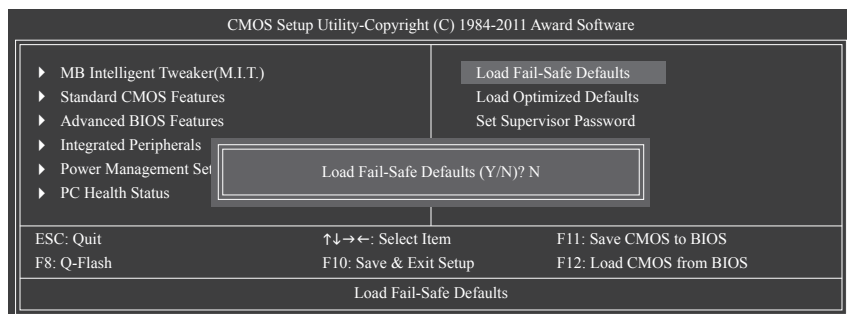 CMOS Setup Utility-Copyright (C) 1984-2011 Award Software
MB Intelligent Tweaker(M.I.T.)
Standard CMOS Features
Advanced BIOS Features
Integrated Peripherals
Power Management Set
PC Health Status
Load Fail-Safe Defaults
Load Optimized Defaults
Set Supervisor Password
Load Fail-Safe Defaults (Y/N)? N
ESC: Quit ↑↓→←: Select Item F11: Save CMOS to BIOS
F8: Q-Flash F10: Save & Exit Setup F12: Load CMOS from BIOS
Load Fail-Safe Defaults